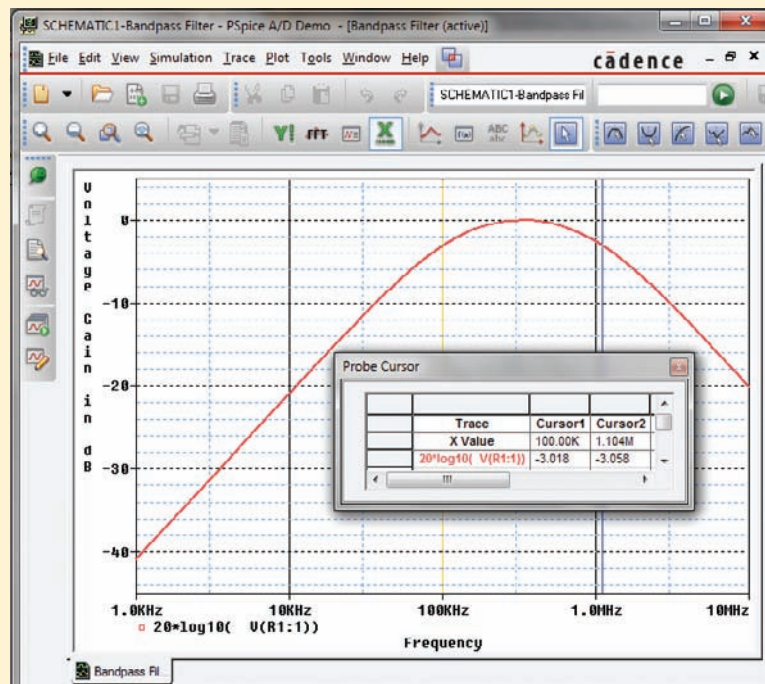 SCHEMATIC1-Bandpass Filter - PSpice A/D Demo - [Bandpass Filter (active)]
File Edit View Simulation Trace Plot Tools Window Help
cādence
SCHEMATIC1-Bandpass Fil
ABC
abc
Voltage Gain in dB
0
-10
-20
-30
-40
Probe Cursor
Trace Cursor1 Cursor2
X Value 100.00K 1.104M
20*log10( V(R1:1)) -3.018 -3.058
1.0KHz 10KHz 100KHz 1.0MHz 10MHz
20*log10( V(R1:1))
Frequency
Bandpass Fil...